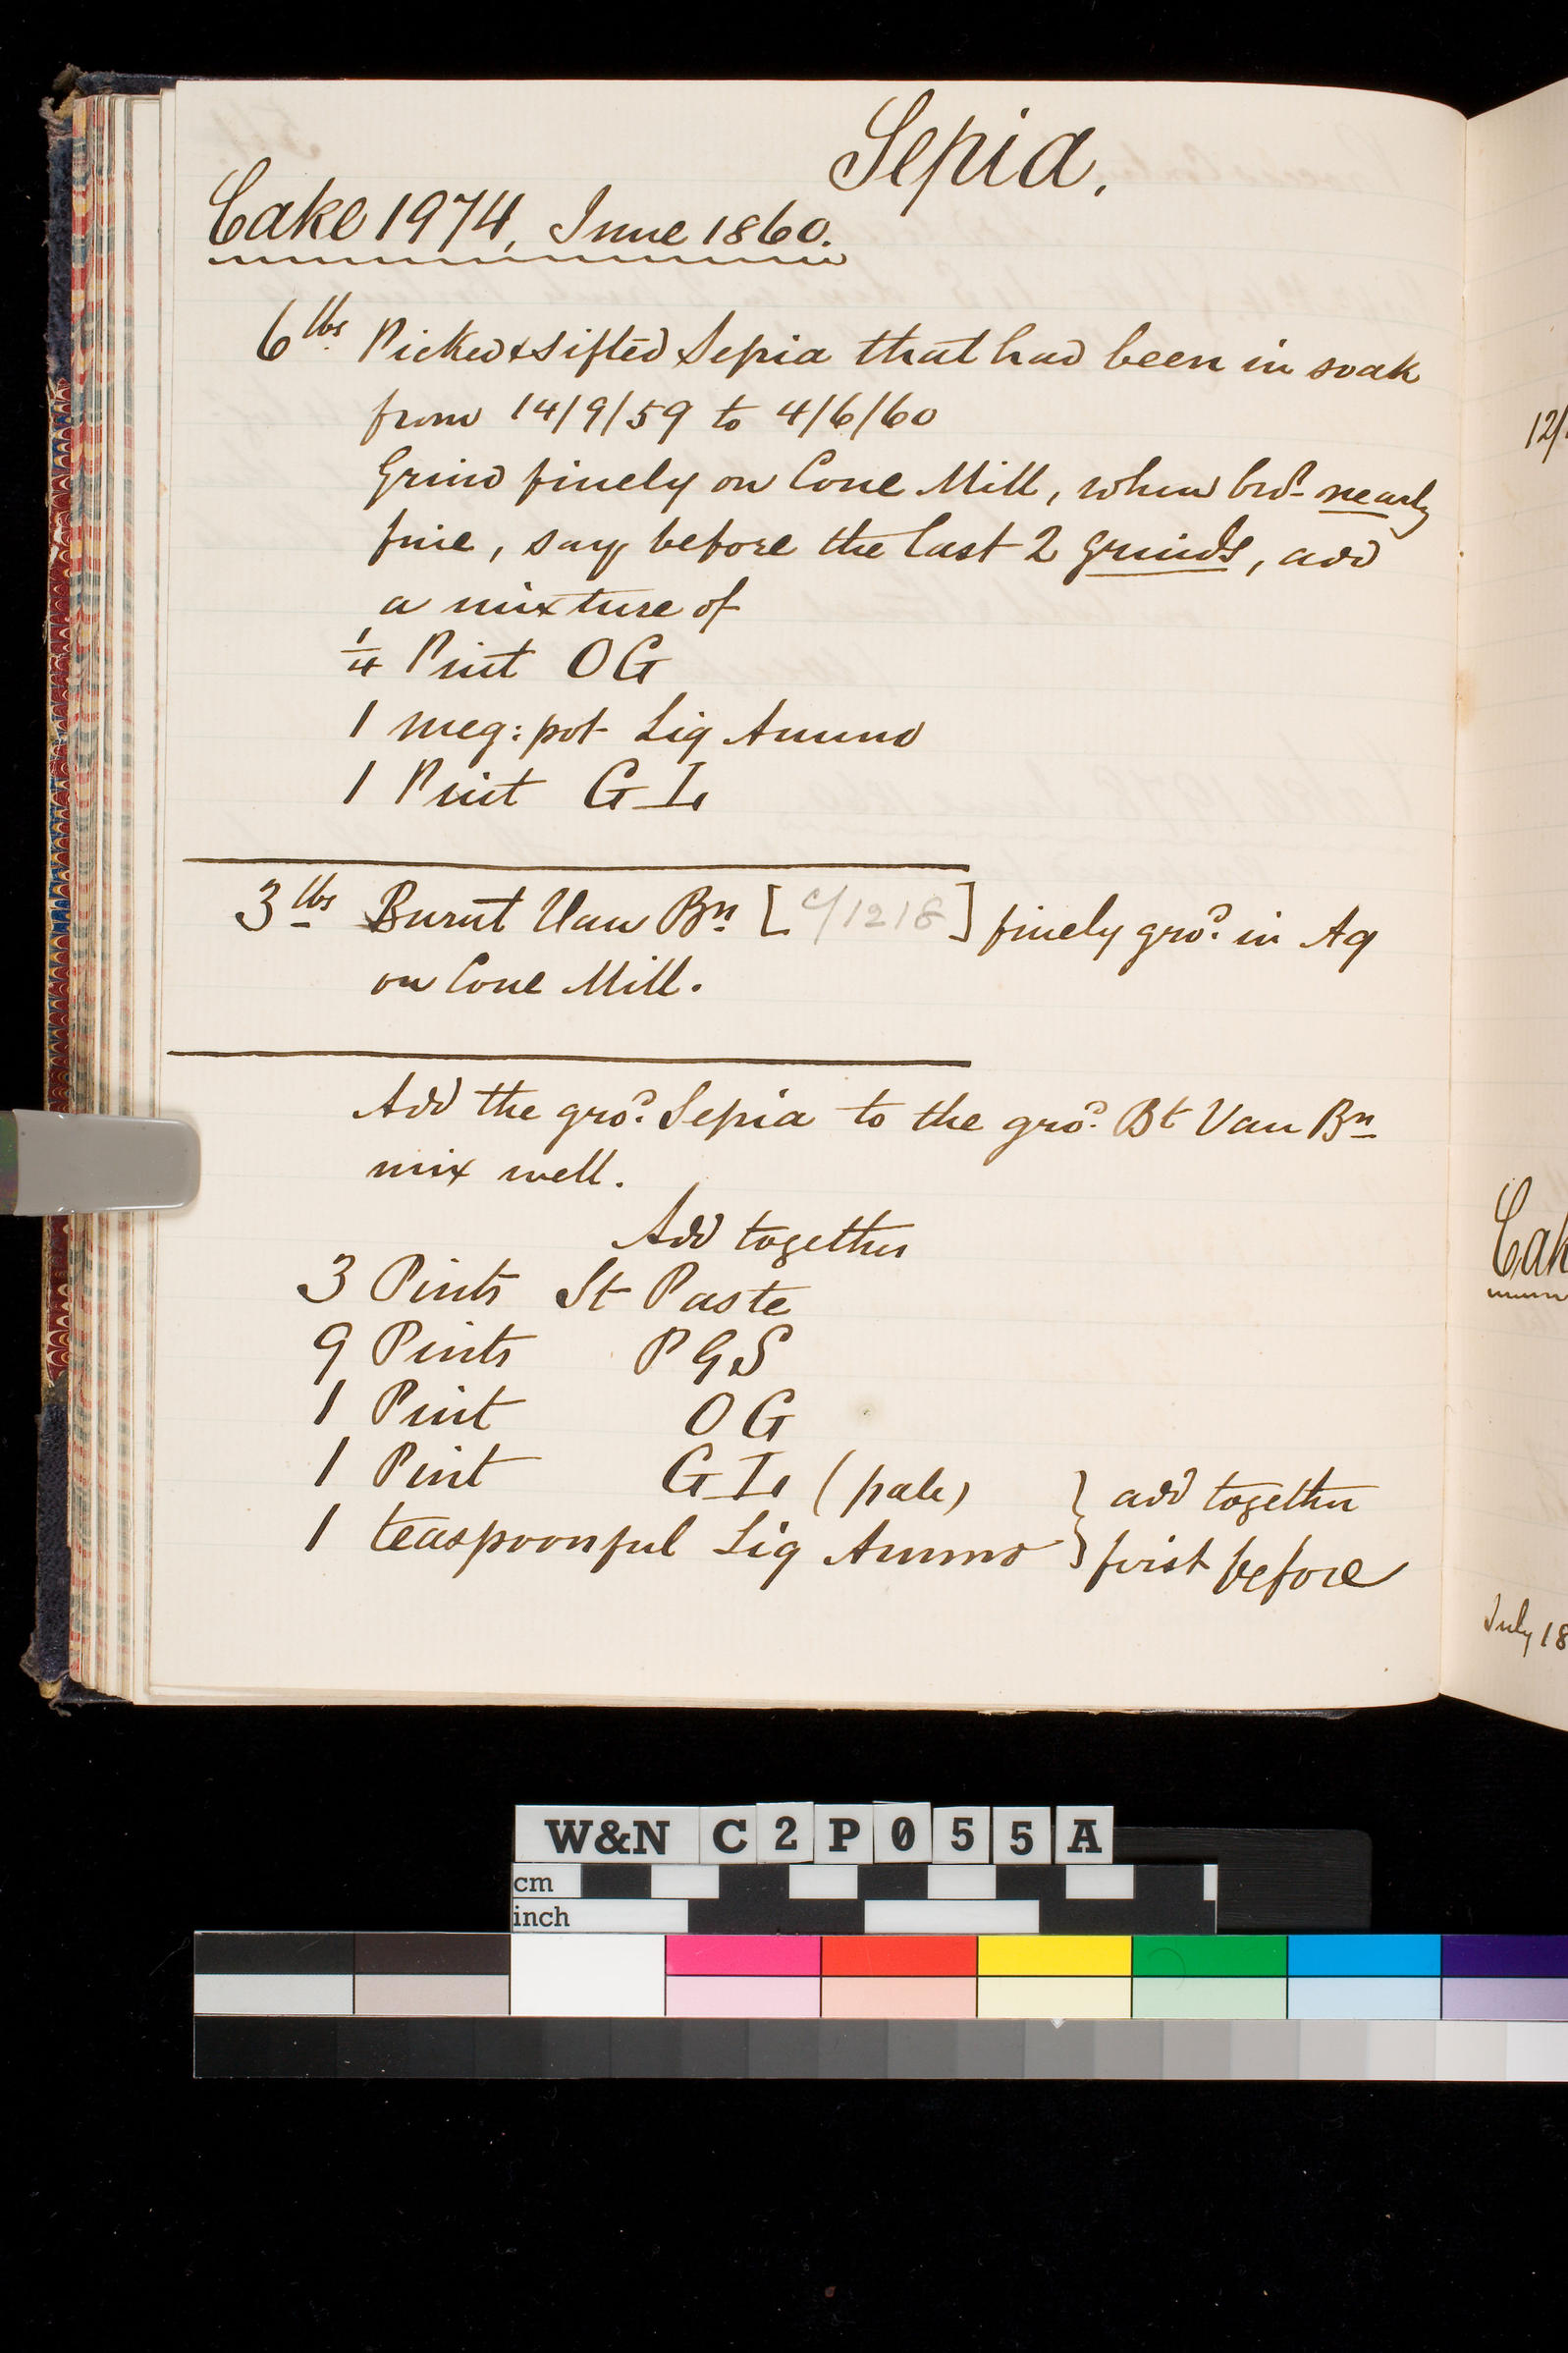 Sepia.
Cake 1974, June 1860.
6 lbs Picked & sifted Sepia that had been in soak
from 14/9/59 to 4/6/60
Grind finely on Cone Mill, when nearly
fine, say before the last 2 grinds, add
a mixture of
1/4 Pint OG
1 meg: pot Liq Ammo
1 Pint GL
3 lbs Burnt Van Bn [c/1218] finely grod. in Aq
on Cone Mill.
Add the grod. Sepia to the grod. Bt Van Bn
mix well.
Add together
3 Pints St Paste
9 Pints PGS
1 Pint OG
1 Pint GL (pale) } add together
1 teaspoonful Liq Ammo } first before
12/
Cak
July 18
W&N C2P055A
cm
inch